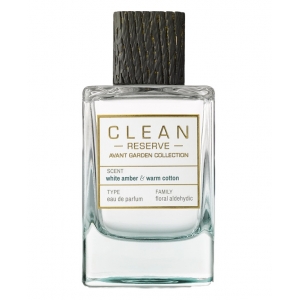 CLEAN
RESERVE
AVANT GARDEN COLLECTION
SCENT
white amber & warm cotton
TYPE FAMILY
eau de parfum floral aldehydic